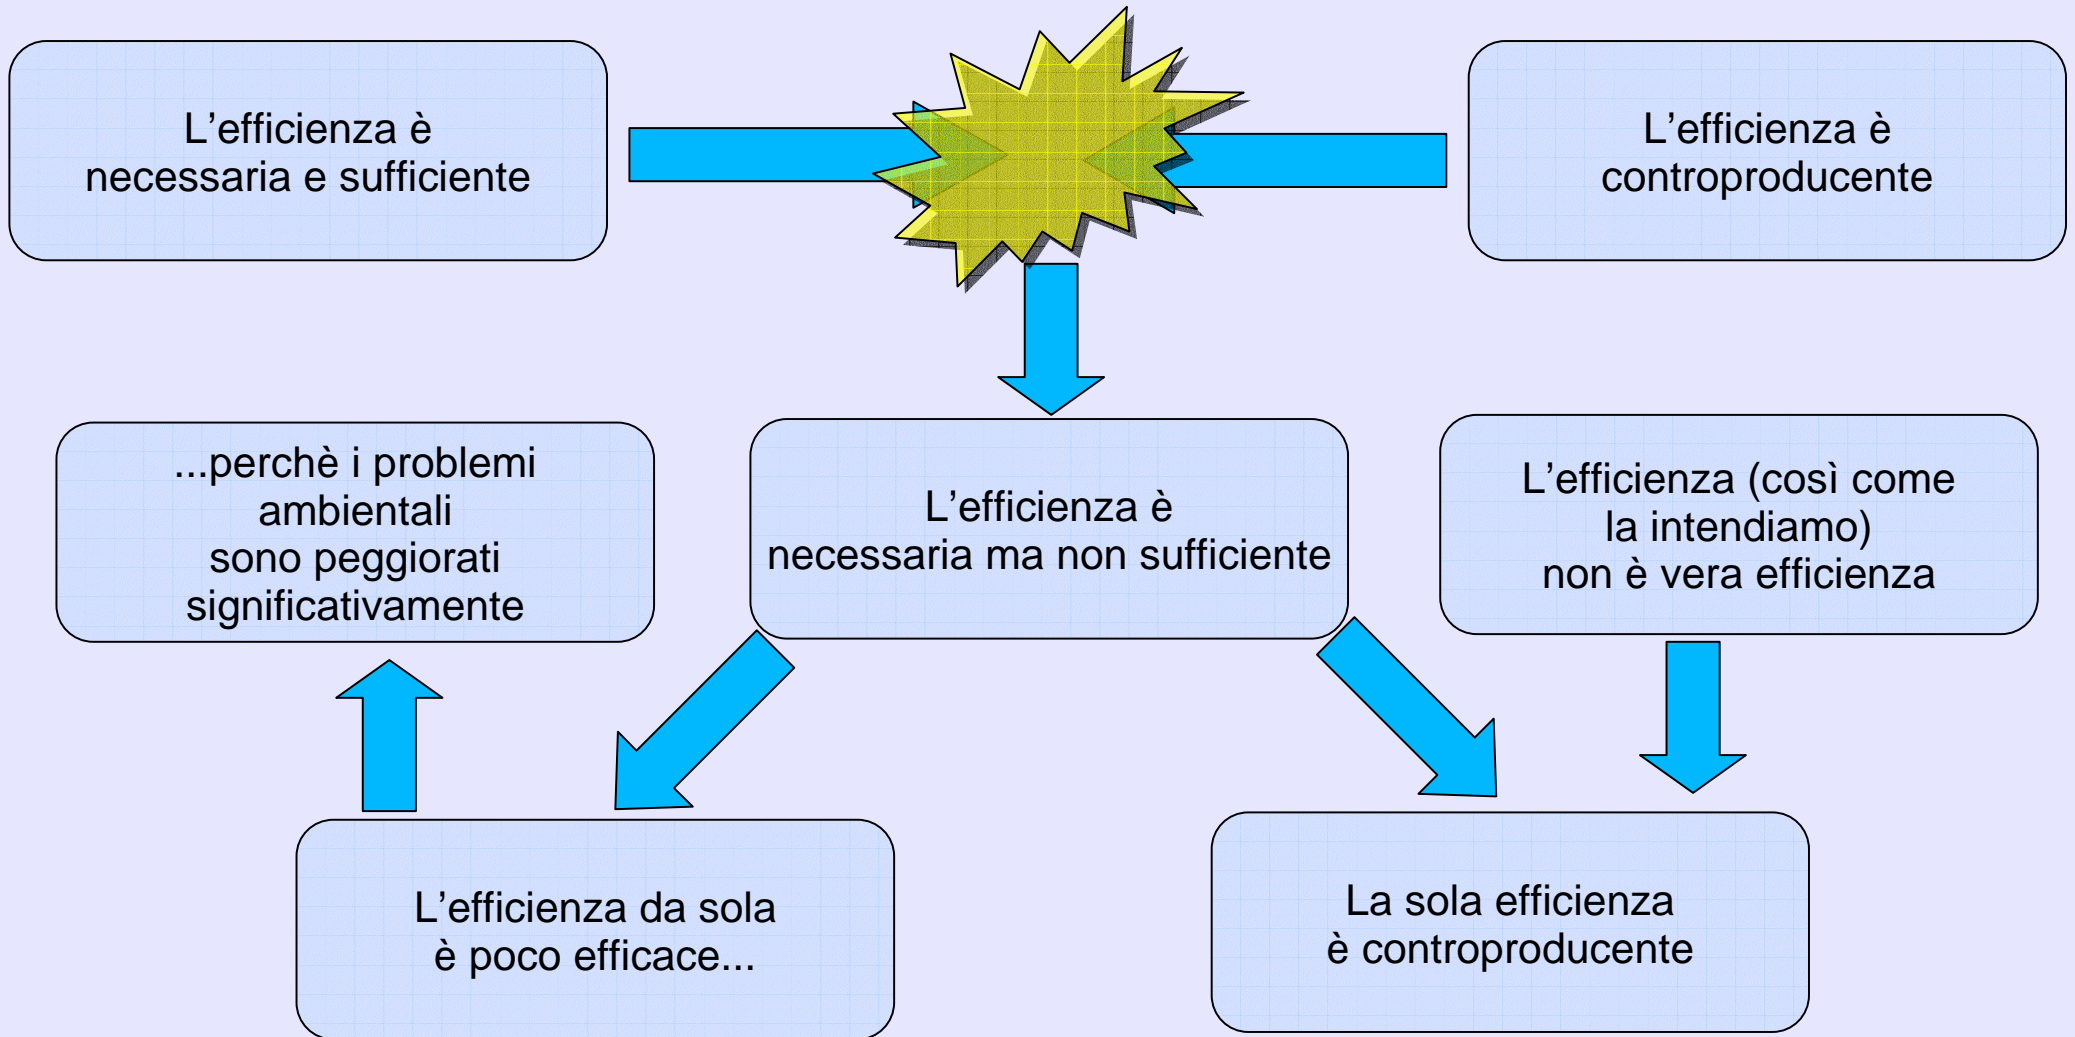 L'efficienza è
necessaria e sufficiente
L'efficienza è
controproducente
...perchè i problemi
ambientali
sono peggiorati
significativamente
L'efficienza è
necessaria ma non sufficiente
L'efficienza (così come
la intendiamo)
non è vera efficienza
L'efficienza da sola
è poco efficace...
La sola efficienza
è controproducente